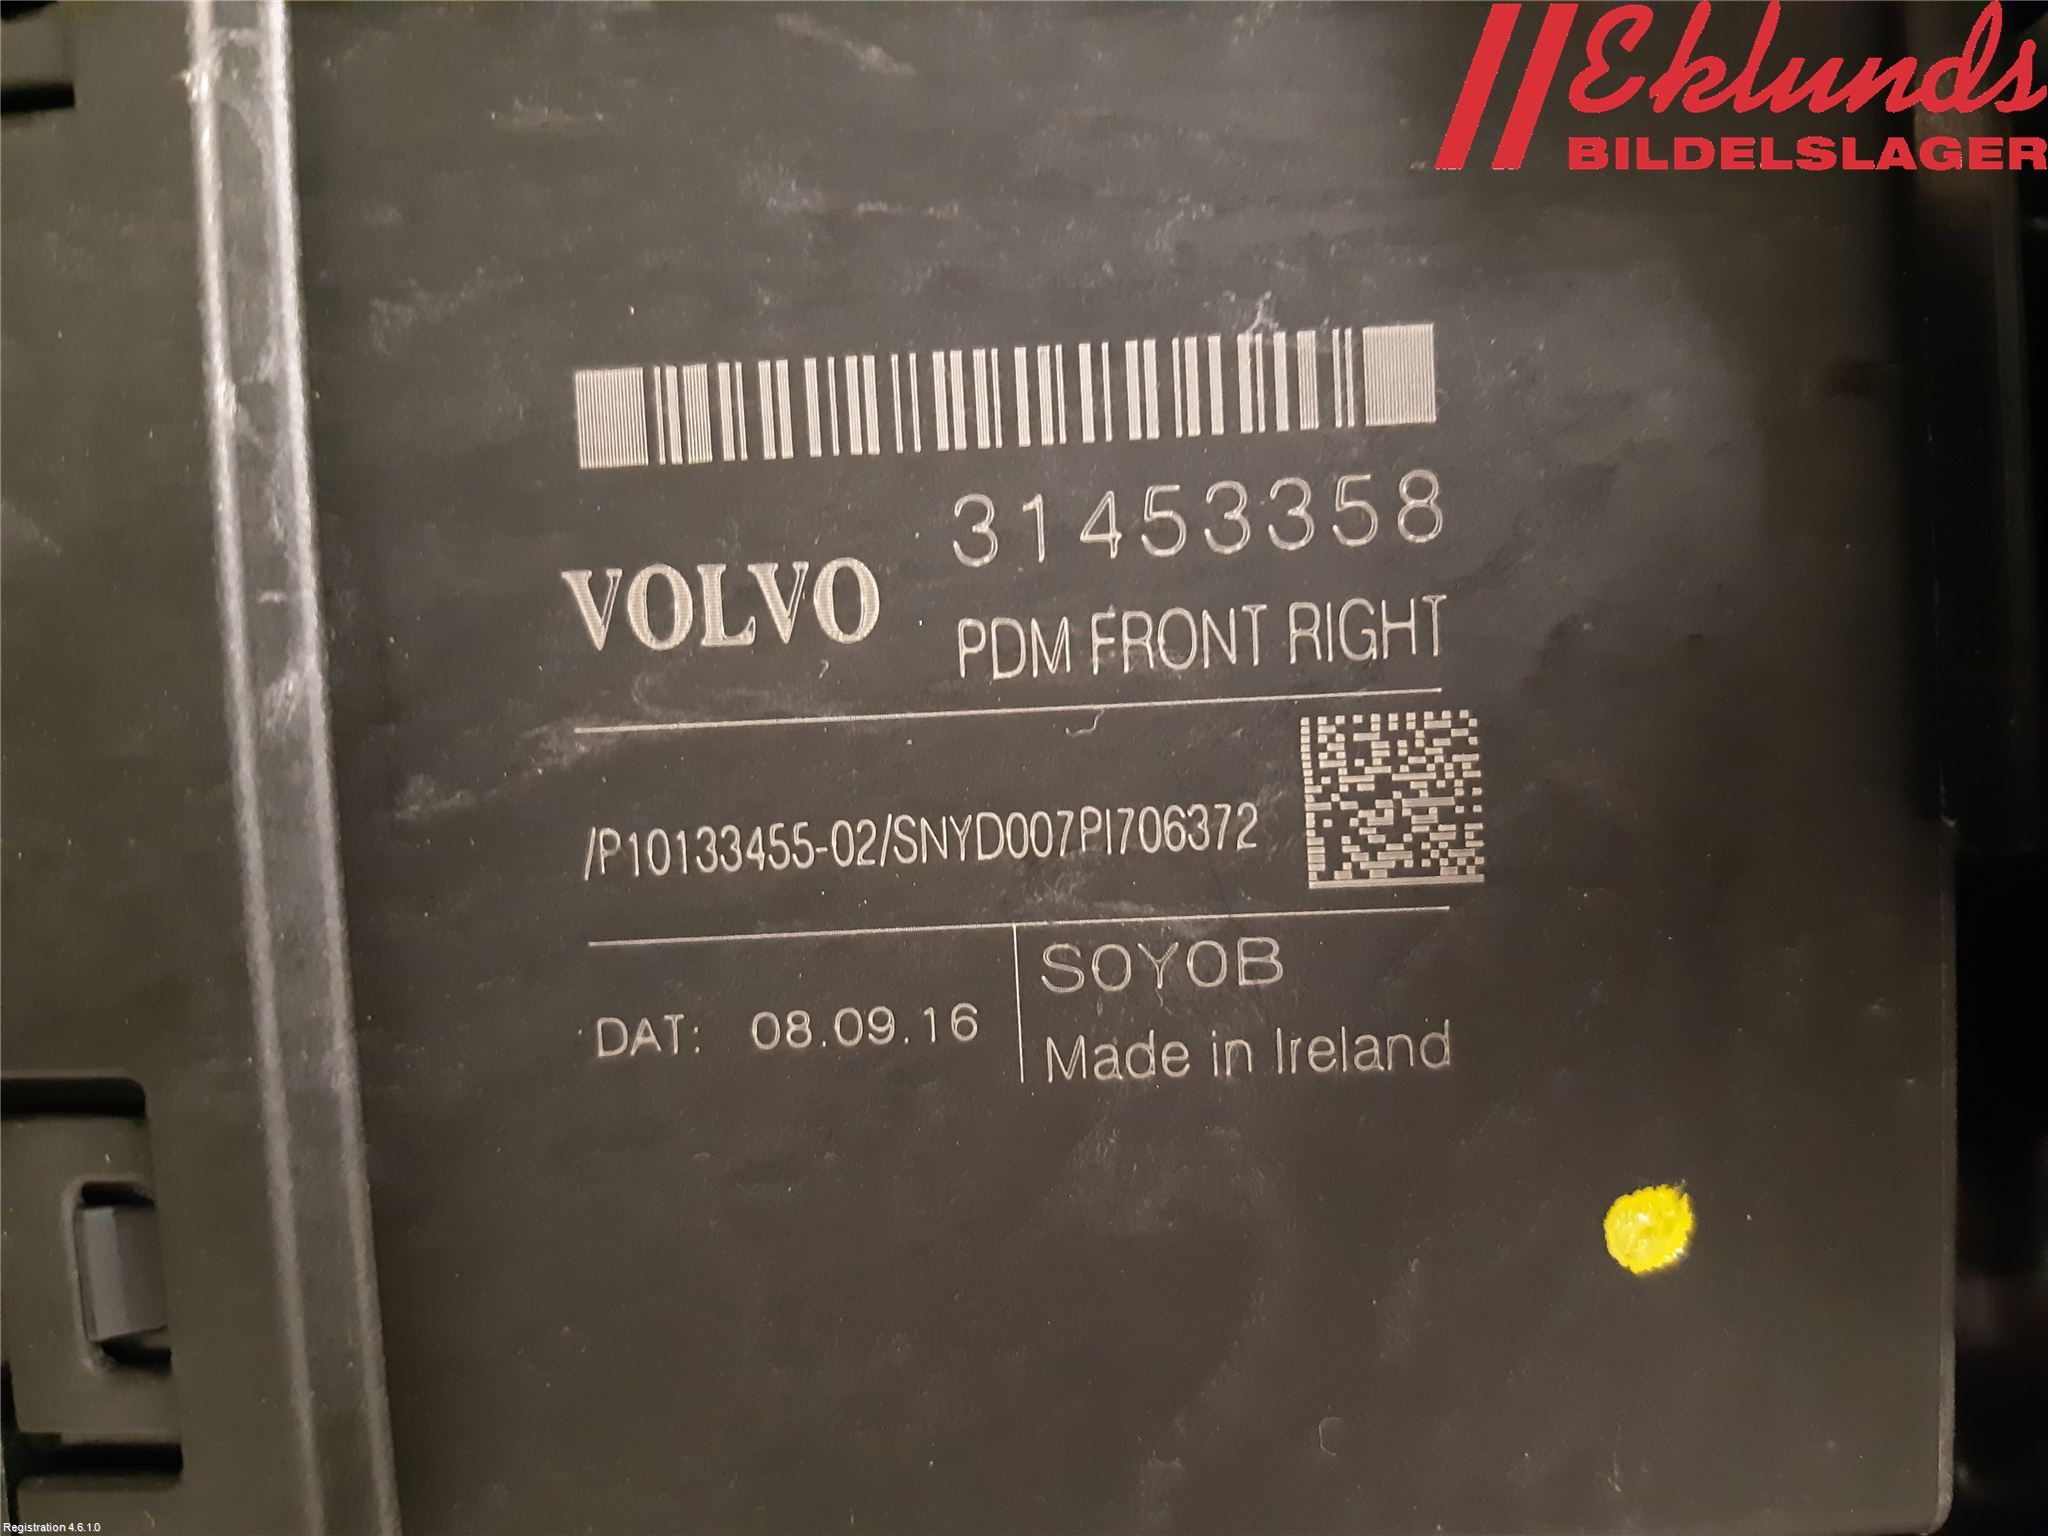 Eklunds
BILDELSLAGER
31453358
VOLVO
PDM FRONT RIGHT
/P10133455-02/SNYD007PI706372
SOYOB
DAT: 08.09.16
Made in Ireland
Registration 4.6.1.0